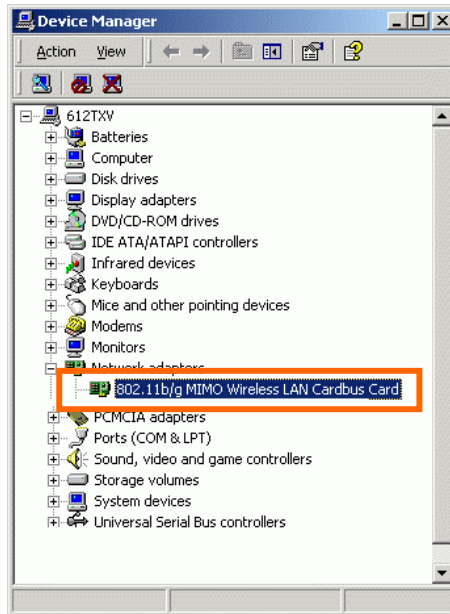 Device Manager
Action View
612TXV
Batteries
Computer
Disk drives
Display adapters
DVD/CD-ROM drives
IDE ATA/ATAPI controllers
Infrared devices
Keyboards
Mice and other pointing devices
Modems
Monitors
Network adapters
802.11b/g MIMO Wireless LAN Cardbus Card
PCMCIA adapters
Ports (COM & LPT)
Sound, video and game controllers
Storage volumes
System devices
Universal Serial Bus controllers